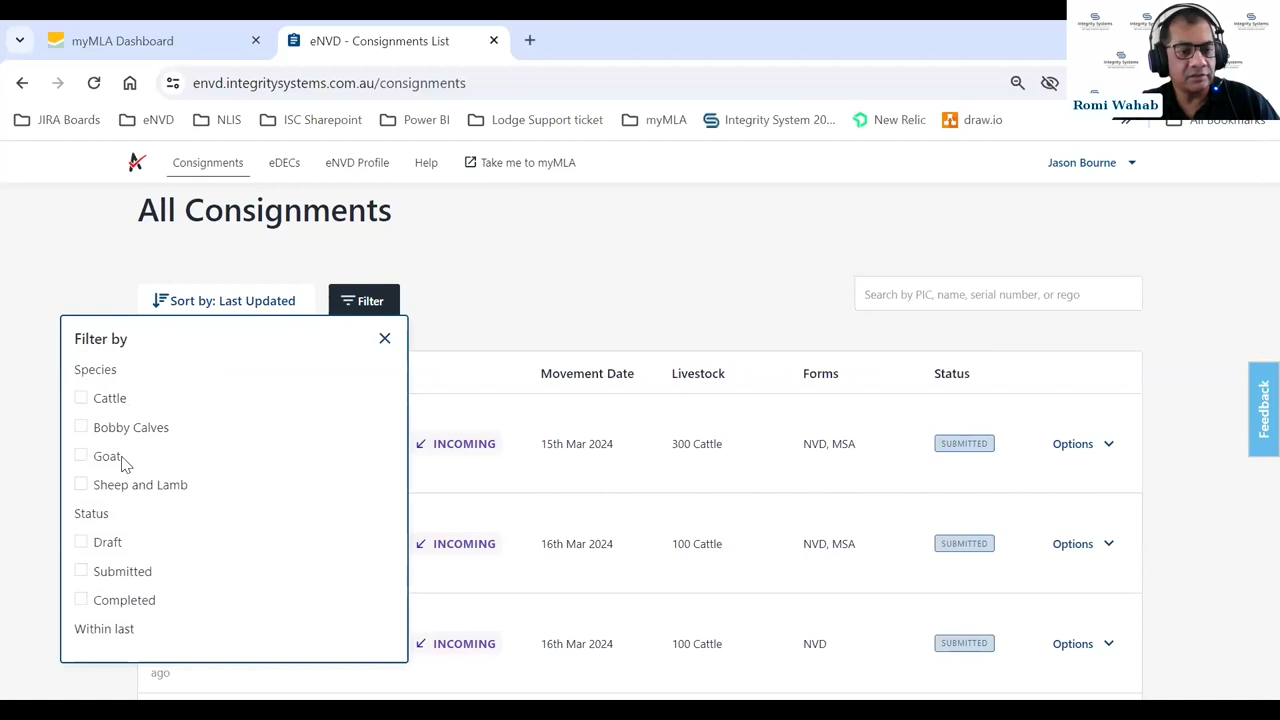 myMLA Dashboard
eNVD - Consignments List
envd.integritysystems.com.au/consignments
Romi Wahab
JIRA Boards
eNVD
NLIS
ISC Sharepoint
Power BI
Lodge Support ticket
myMLA
Integrity System 20...
New Relic
draw.io
All Bookmarks
Consignments
eDECs
eNVD Profile
Help
Take me to myMLA
Jason Bourne
All Consignments
Sort by: Last Updated
Filter
Search by PIC, name, serial number, or rego
Filter by
Species
Cattle
Bobby Calves
Goat
Sheep and Lamb
Status
Draft
Submitted
Completed
Within last
ago
Movement Date
Livestock
Forms
Status
INCOMING
15th Mar 2024
300 Cattle
NVD, MSA
SUBMITTED
Options
INCOMING
16th Mar 2024
100 Cattle
NVD, MSA
SUBMITTED
Options
INCOMING
16th Mar 2024
100 Cattle
NVD
SUBMITTED
Options
Feedback